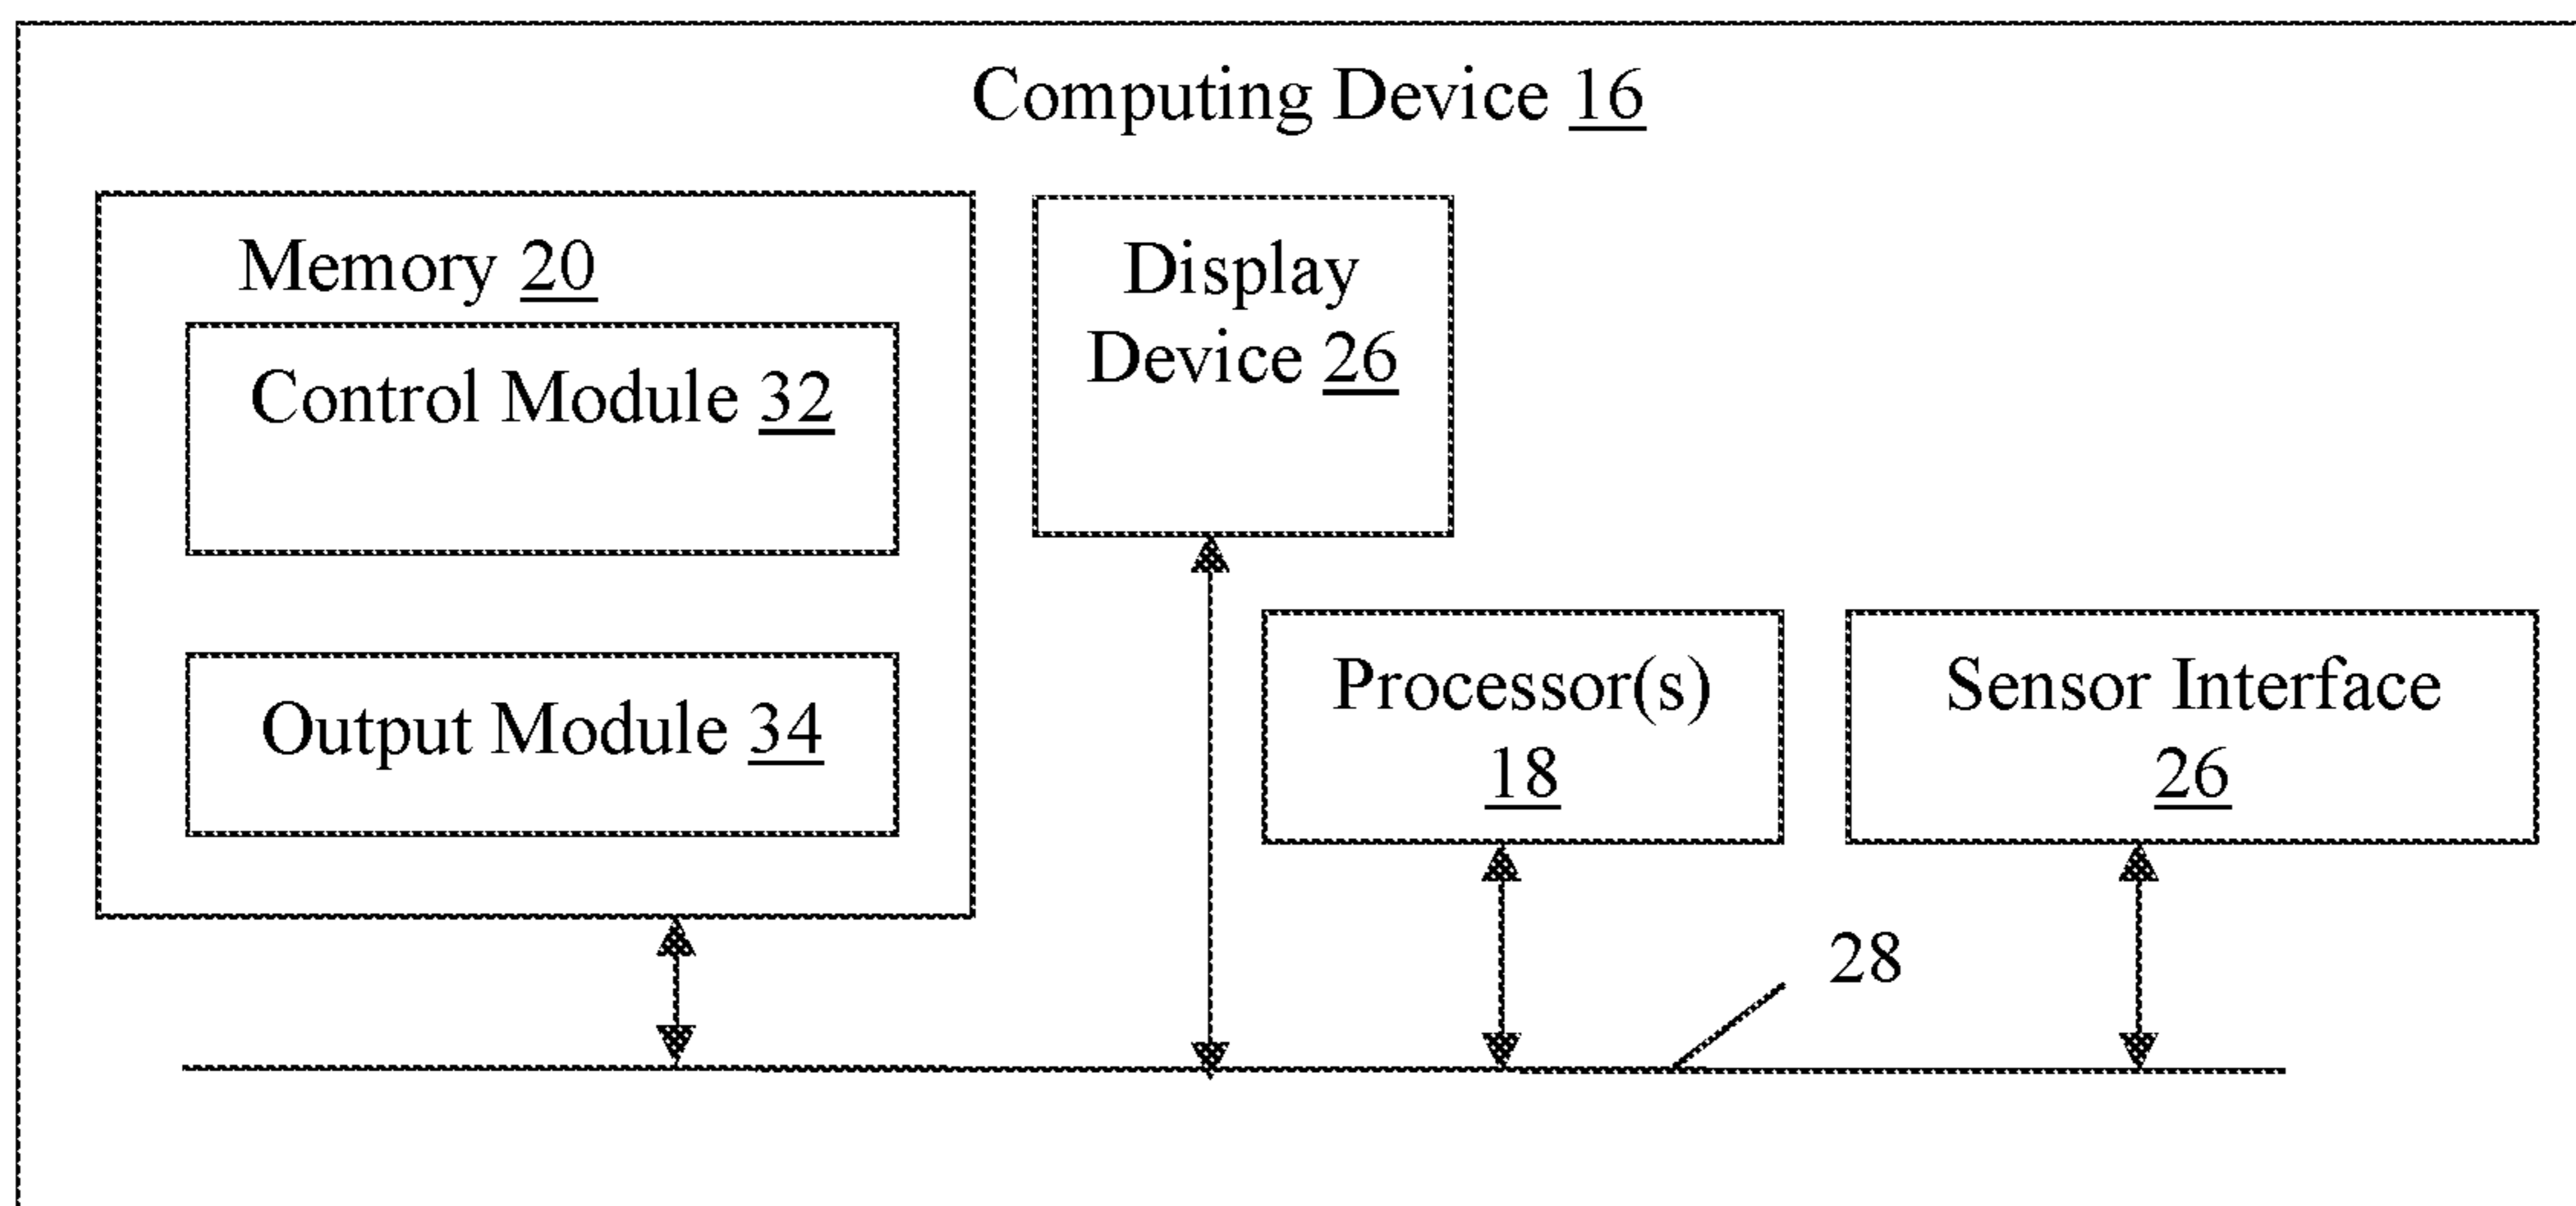 Computing Device 16
Memory 20
Control Module 32
Output Module 34
Display
Device 26
Processor(s)
18
Sensor Interface
26
28